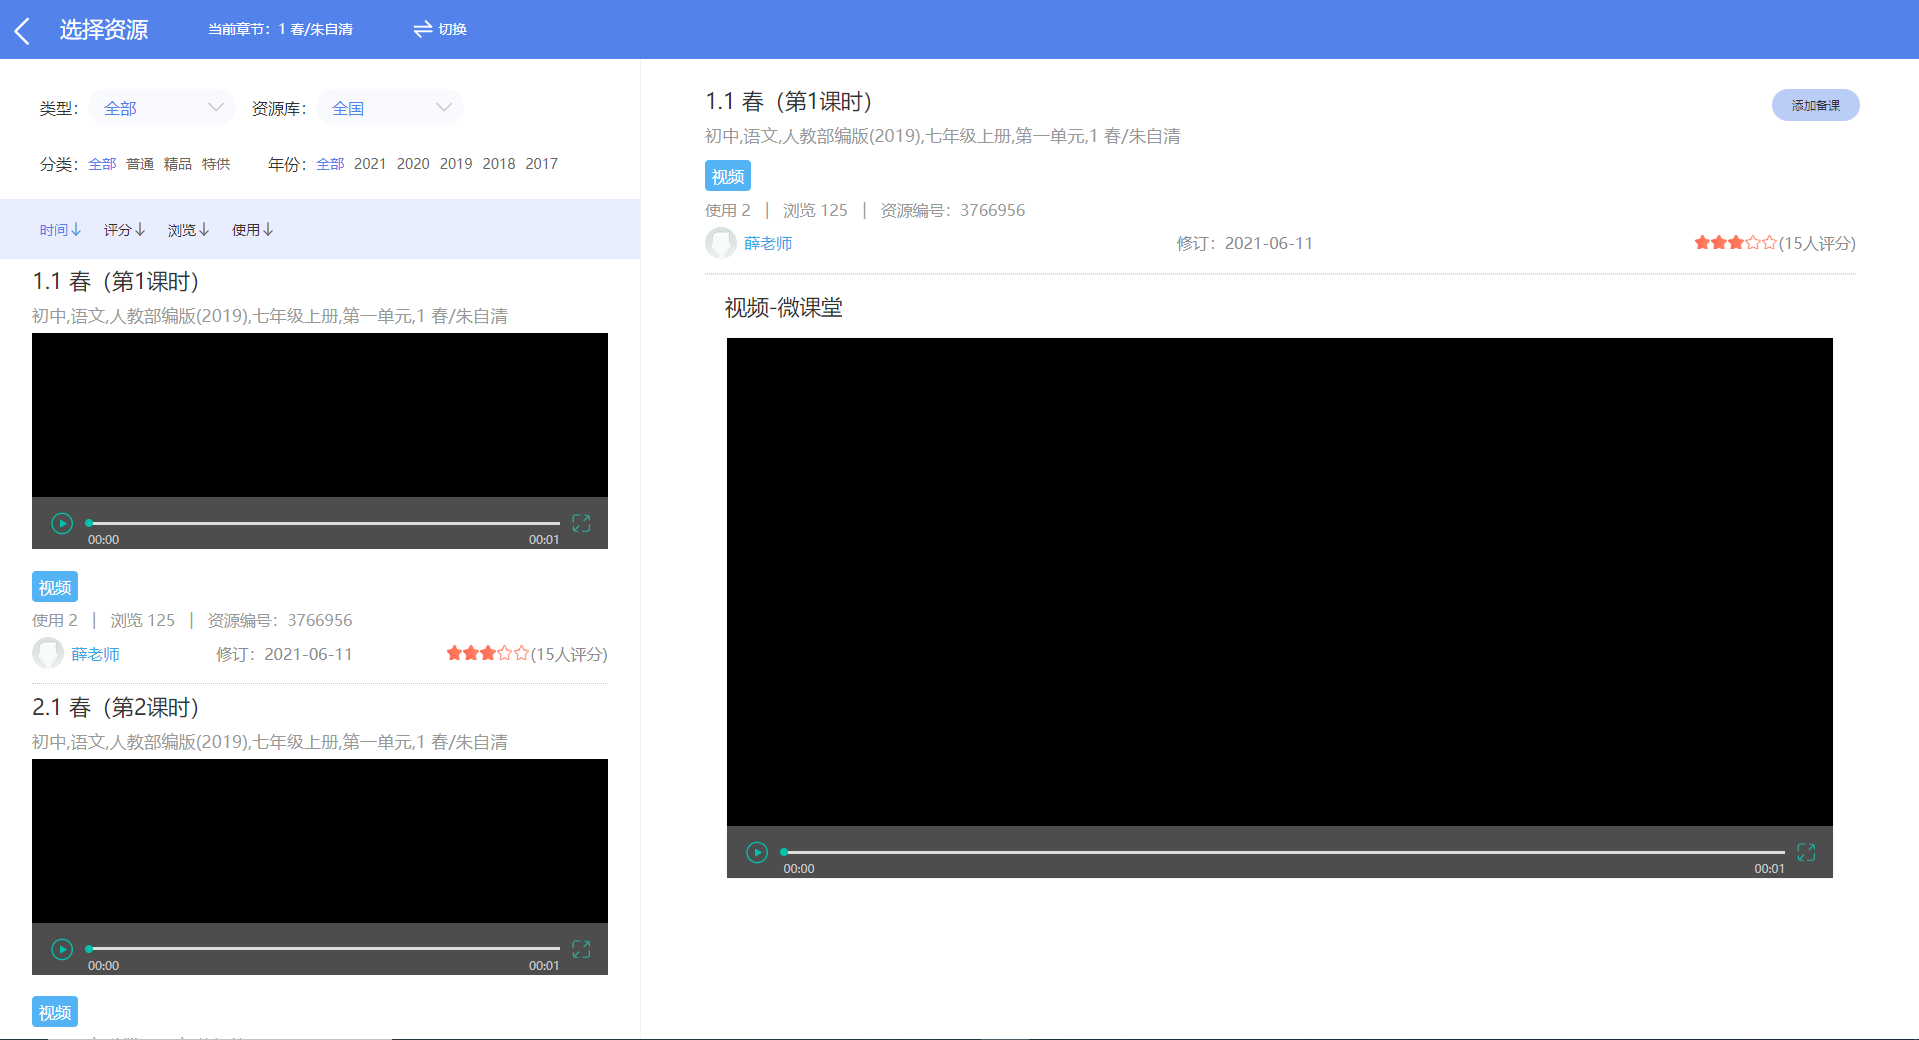 选择资源 当前章节：1 春/朱自清 切换
类型： 全部 资源库： 全国
分类： 全部 普通 精品 特供 年份： 全部 2021 2020 2019 2018 2017
时间↓ 评分↓ 浏览↓ 使用↓
1.1 春（第1课时）
初中,语文,人教部编版(2019),七年级上册,第一单元,1 春/朱自清
00:00 00:01
视频
使用 2 | 浏览 125 | 资源编号：3766956
薛老师 修订：2021-06-11 (15人评分)
2.1 春（第2课时）
初中,语文,人教部编版(2019),七年级上册,第一单元,1 春/朱自清
00:00 00:01
视频
1.1 春（第1课时）
添加备课
初中,语文,人教部编版(2019),七年级上册,第一单元,1 春/朱自清
视频
使用 2 | 浏览 125 | 资源编号：3766956
薛老师 修订：2021-06-11 (15人评分)
视频-微课堂
00:00 00:01